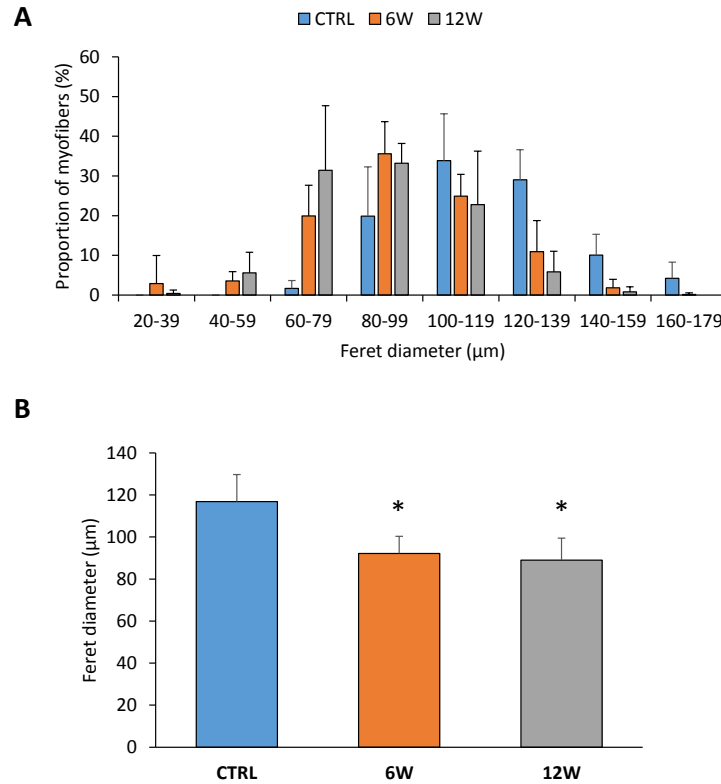 A
CTRL 6W 12W
60
50
40
30
20
10
0
Proportion of myofibers (%)
20-39 40-59 60-79 80-99 100-119 120-139 140-159 160-179
Feret diameter (µm)
B
140
120
100
80
60
40
20
0
Feret diameter (µm)
* *
CTRL 6W 12W